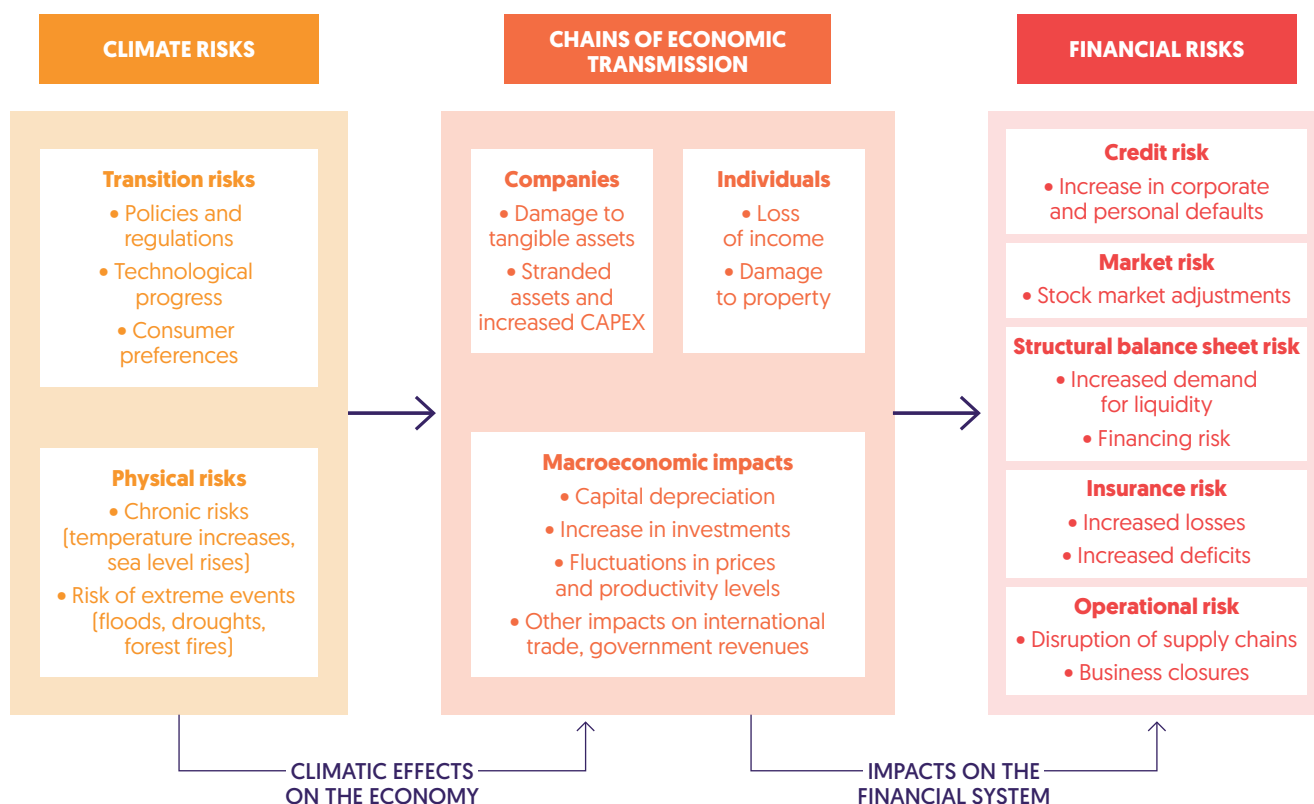 CLIMATE RISKS
CHAINS OF ECONOMIC
TRANSMISSION
FINANCIAL RISKS
Transition risks
• Policies and
regulations
• Technological
progress
• Consumer
preferences
Physical risks
• Chronic risks
(temperature increases,
sea level rises)
• Risk of extreme events
(floods, droughts,
forest fires)
Companies
• Damage to
tangible assets
• Stranded
assets and
increased CAPEX
Individuals
• Loss
of income
• Damage
to property
Macroeconomic impacts
• Capital depreciation
• Increase in investments
• Fluctuations in prices
and productivity levels
• Other impacts on international
trade, government revenues
Credit risk
• Increase in corporate
and personal defaults
Market risk
• Stock market adjustments
Structural balance sheet risk
• Increased demand
for liquidity
• Financing risk
Insurance risk
• Increased losses
• Increased deficits
Operational risk
• Disruption of supply chains
• Business closures
CLIMATIC EFFECTS
ON THE ECONOMY
IMPACTS ON THE
FINANCIAL SYSTEM